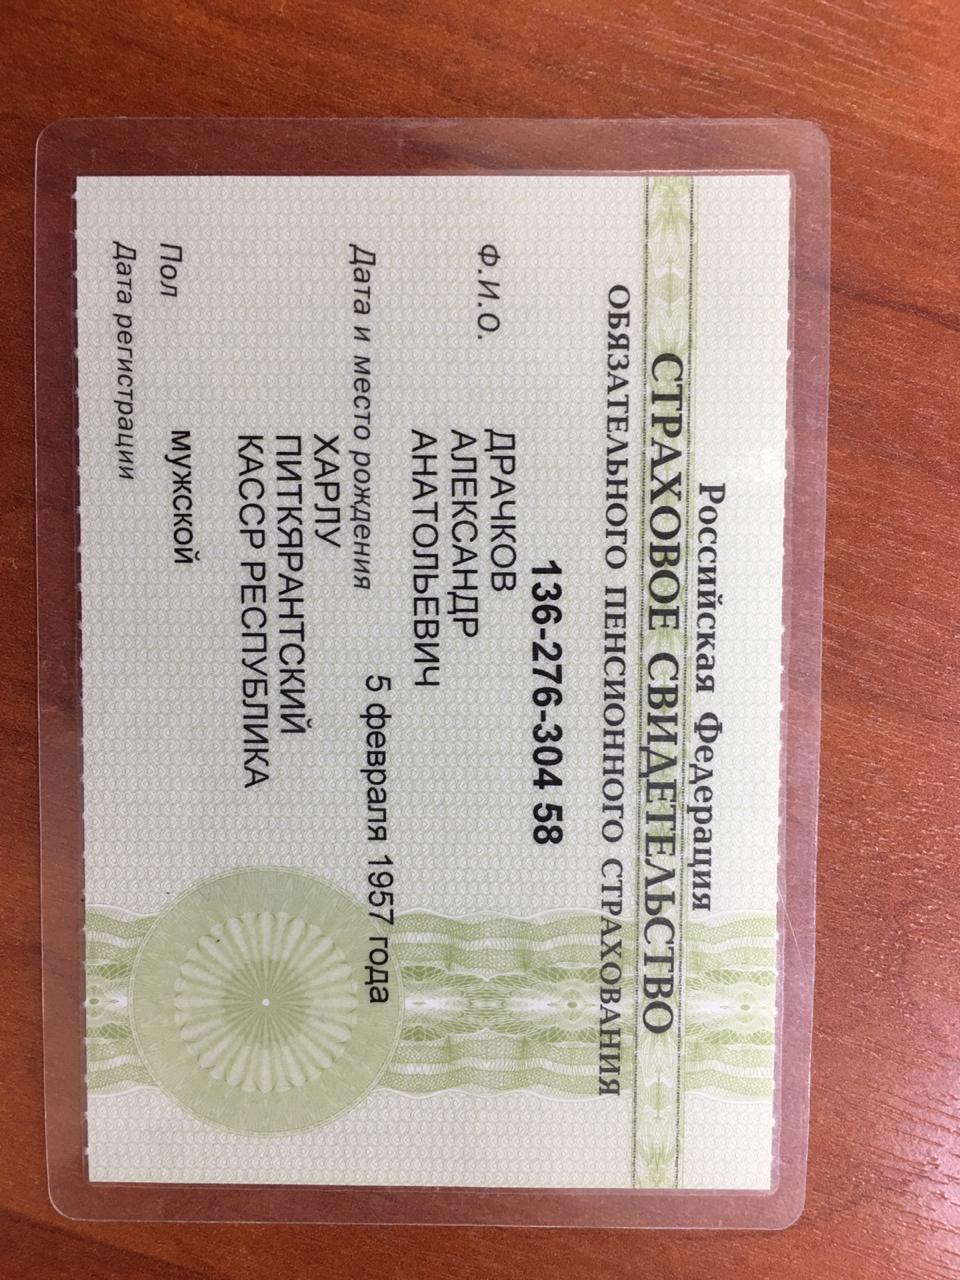 Российская Федерация
СТРАХОВОЕ СВИДЕТЕЛЬСТВО
ОБЯЗАТЕЛЬНОГО ПЕНСИОННОГО СТРАХОВАНИЯ
136-276-304 58
Ф.И.О.
ДРАЧКОВ
АЛЕКСАНДР
АНАТОЛЬЕВИЧ
Дата и место рождения 5 февраля 1957 года
ХАРЛУ
ПИТКЯРАНТСКИЙ
КАССР РЕСПУБЛИКА
Пол мужской
Дата регистрации